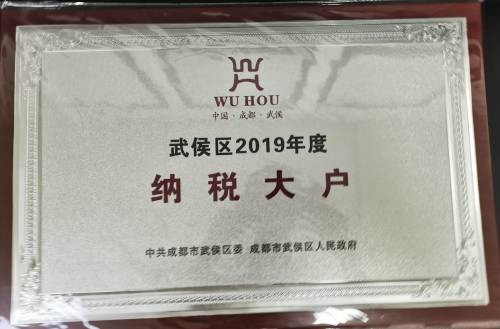 WU HOU
中国·成都·武侯
武侯区2019年度
纳税大户
中共成都市武侯区委 成都市武侯区人民政府